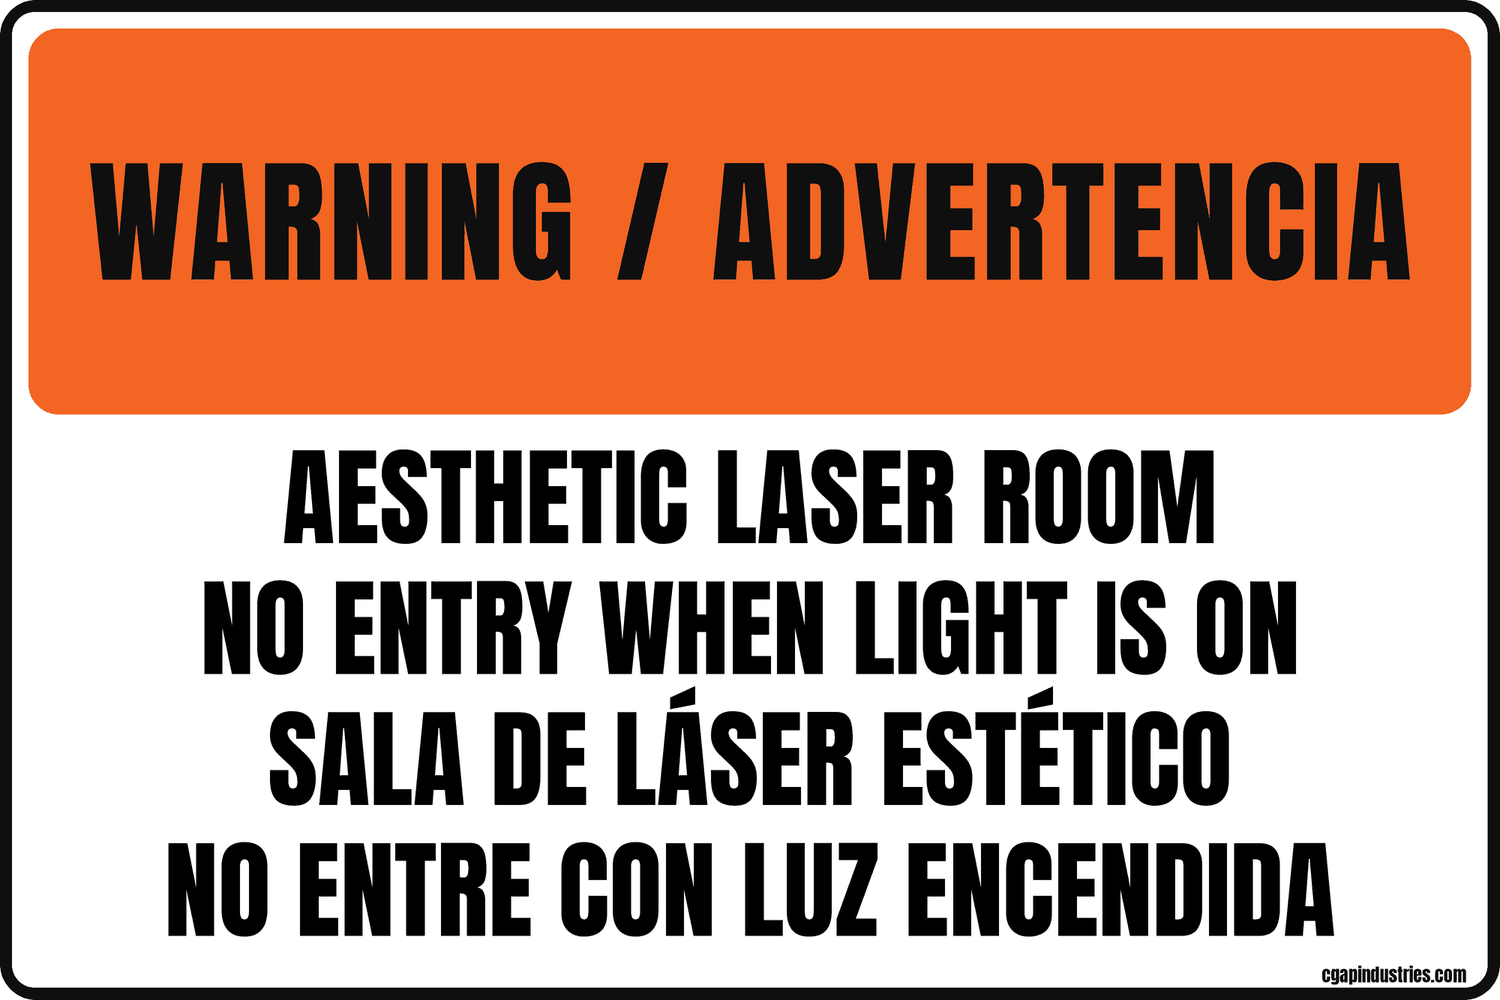 WARNING / ADVERTENCIA
AESTHETIC LASER ROOM
NO ENTRY WHEN LIGHT IS ON
SALA DE LÁSER ESTÉTICO
NO ENTRE CON LUZ ENCENDIDA
cgapindustries.com